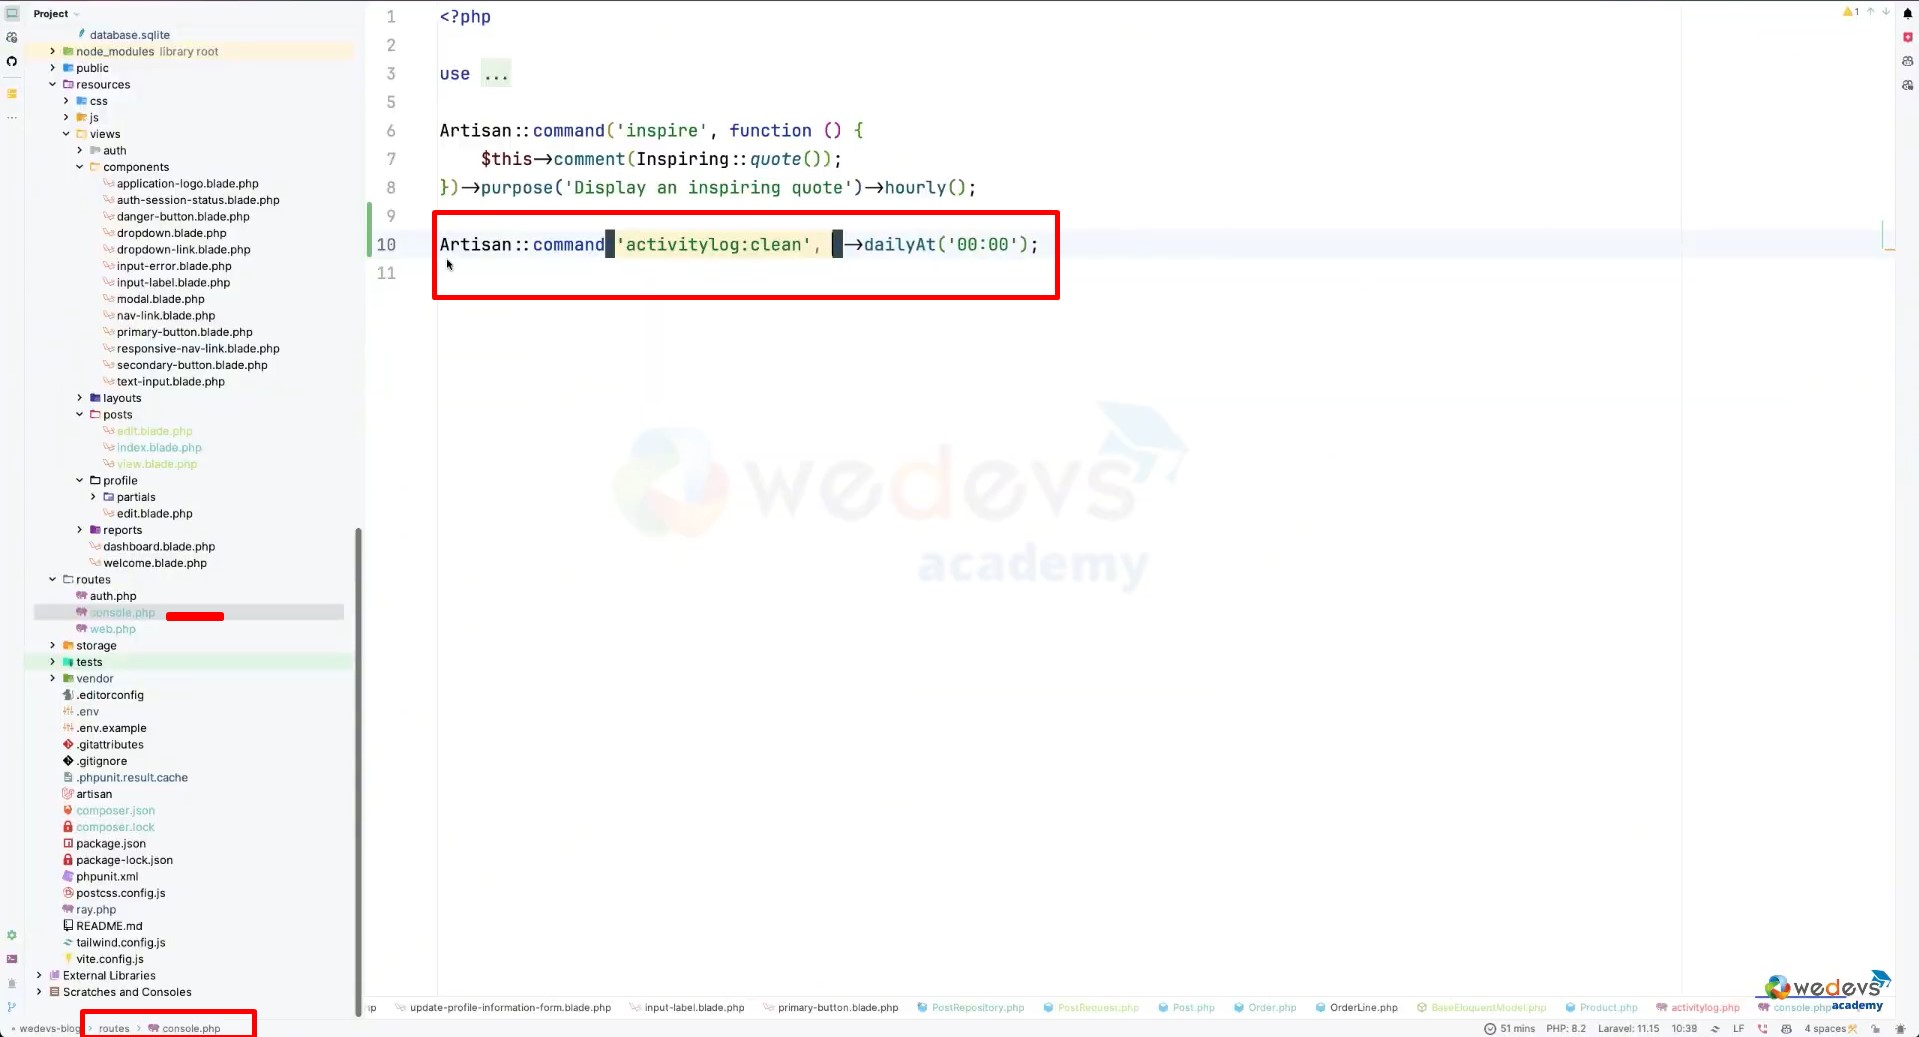 Project
database.sqlite
node_modules library root
public
resources
css
js
views
auth
components
application-logo.blade.php
auth-session-status.blade.php
danger-button.blade.php
dropdown.blade.php
dropdown-link.blade.php
input-error.blade.php
input-label.blade.php
modal.blade.php
nav-link.blade.php
primary-button.blade.php
responsive-nav-link.blade.php
secondary-button.blade.php
text-input.blade.php
layouts
posts
edit.blade.php
index.blade.php
view.blade.php
profile
partials
edit.blade.php
reports
dashboard.blade.php
welcome.blade.php
routes
auth.php
console.php
web.php
storage
tests
vendor
.editorconfig
.env
.env.example
.gitattributes
.gitignore
.phpunit.result.cache
artisan
composer.json
composer.lock
package.json
package-lock.json
phpunit.xml
postcss.config.js
ray.php
README.md
tailwind.config.js
vite.config.js
External Libraries
Scratches and Consoles
1 <?php
2
3 use ...
5
6 Artisan::command('inspire', function () {
7 $this->comment(Inspiring::quote());
8 })->purpose('Display an inspiring quote')->hourly();
9
10 Artisan::command('activitylog:clean', )->dailyAt('00:00');
11
1
wedevs
academy
wedevs
academy
update-profile-information-form.blade.php input-label.blade.php primary-button.blade.php PostRepository.php PostRequest.php Post.php Order.php OrderLine.php BaseEloquentModel.php Product.php activitylog.php console.php
wedevs-blog > routes > console.php
51 mins PHP: 8.2 Laravel: 11.15 10:39 LF 4 spaces